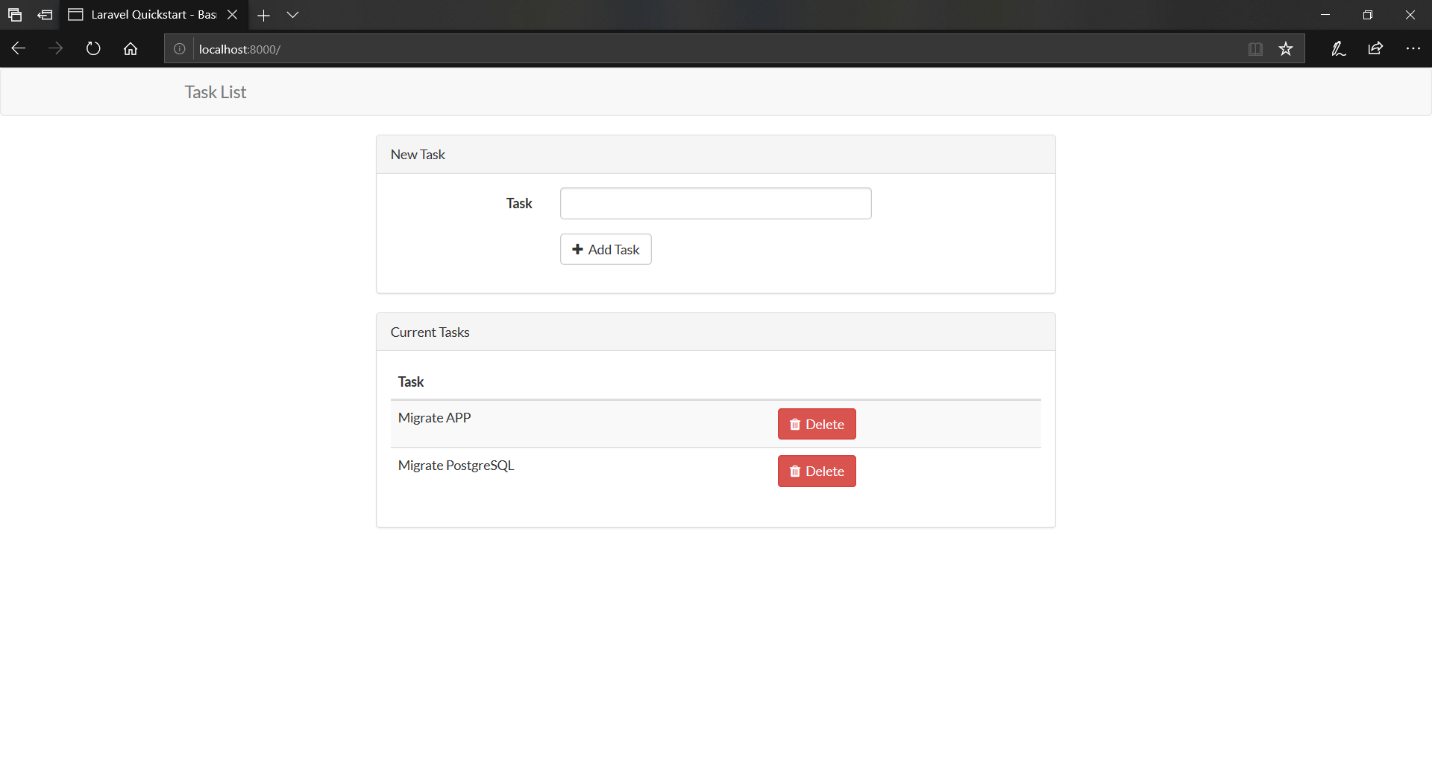 Laravel Quickstart - Bas
localhost:8000/
Task List
New Task
Task
Add Task
Current Tasks
Task
Migrate APP
Delete
Migrate PostgreSQL
Delete